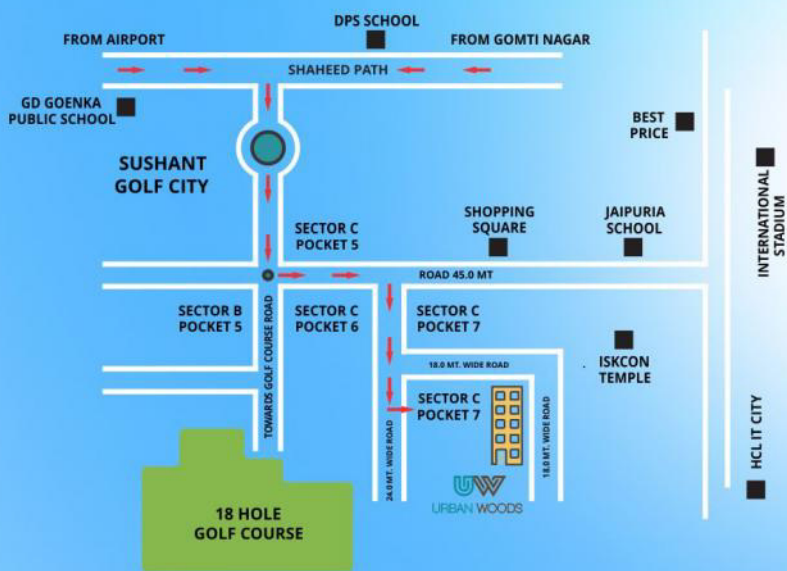 DPS SCHOOL
FROM AIRPORT
FROM GOMTI NAGAR
SHAHEED PATH
GD GOENKA
PUBLIC SCHOOL
BEST
PRICE
SUSHANT
GOLF CITY
INTERNATIONAL
STADIUM
SECTOR C
POCKET 5
SHOPPING
SQUARE
JAIPURIA
SCHOOL
ROAD 45.0 MT
SECTOR B
POCKET 5
SECTOR C
POCKET 6
SECTOR C
POCKET 7
TOWARDS GOLF COURSE ROAD
ISKCON
TEMPLE
18.0 MT. WIDE ROAD
SECTOR C
POCKET 7
24.0 MT. WIDE ROAD
18.0 MT. WIDE ROAD
HCL IT CITY
UW
URBAN WOODS
18 HOLE
GOLF COURSE